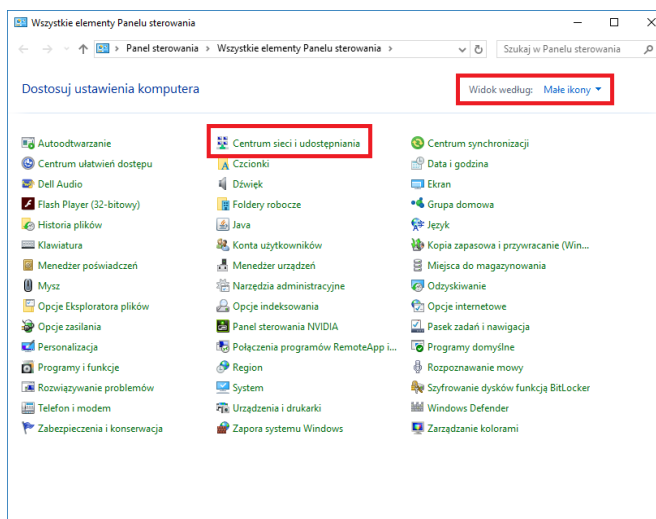 Wszystkie elementy Panelu sterowania
Panel sterowania > Wszystkie elementy Panelu sterowania >
Szukaj w Panelu sterowania
Dostosuj ustawienia komputera
Widok według: Małe ikony
Autoodtwarzanie
Centrum sieci i udostępniania
Centrum synchronizacji
Centrum ułatwień dostępu
Czcionki
Data i godzina
Dell Audio
Dźwięk
Ekran
Flash Player (32-bitowy)
Foldery robocze
Grupa domowa
Historia plików
Java
Język
Klawiatura
Konta użytkowników
Kopia zapasowa i przywracanie (Win...
Menedżer poświadczeń
Menedżer urządzeń
Miejsca do magazynowania
Mysz
Narzędzia administracyjne
Odzyskiwanie
Opcje Eksploratora plików
Opcje indeksowania
Opcje internetowe
Opcje zasilania
Panel sterowania NVIDIA
Pasek zadań i nawigacja
Personalizacja
Połączenia programów RemoteApp i...
Programy domyślne
Programy i funkcje
Region
Rozpoznawanie mowy
Rozwiązywanie problemów
System
Szyfrowanie dysków funkcją BitLocker
Telefon i modem
Urządzenia i drukarki
Windows Defender
Zabezpieczenia i konserwacja
Zapora systemu Windows
Zarządzanie kolorami